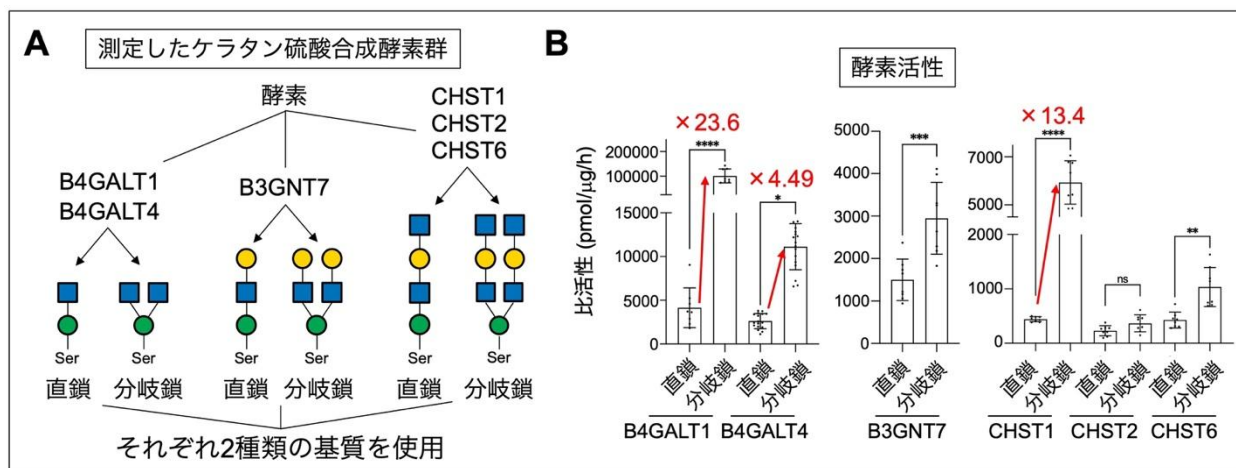 A
測定したケラタン硫酸合成酵素群
酵素
CHST1
CHST2
CHST6
B4GALT1
B4GALT4
B3GNT7
Ser
Ser
Ser
Ser
Ser
Ser
直鎖
分岐鎖
直鎖
分岐鎖
直鎖
分岐鎖
それぞれ2種類の基質を使用
B
酵素活性
比活性 (pmol/μg/h)
×23.6
****
×4.49
*
200000
100000
15000
10000
5000
0
直鎖
分岐鎖
直鎖
分岐鎖
B4GALT1
B4GALT4
***
5000
4000
3000
2000
1000
0
直鎖
分岐鎖
B3GNT7
×13.4
****
ns
**
7000
5000
2000
1000
0
直鎖
分岐鎖
直鎖
分岐鎖
直鎖
分岐鎖
CHST1
CHST2
CHST6